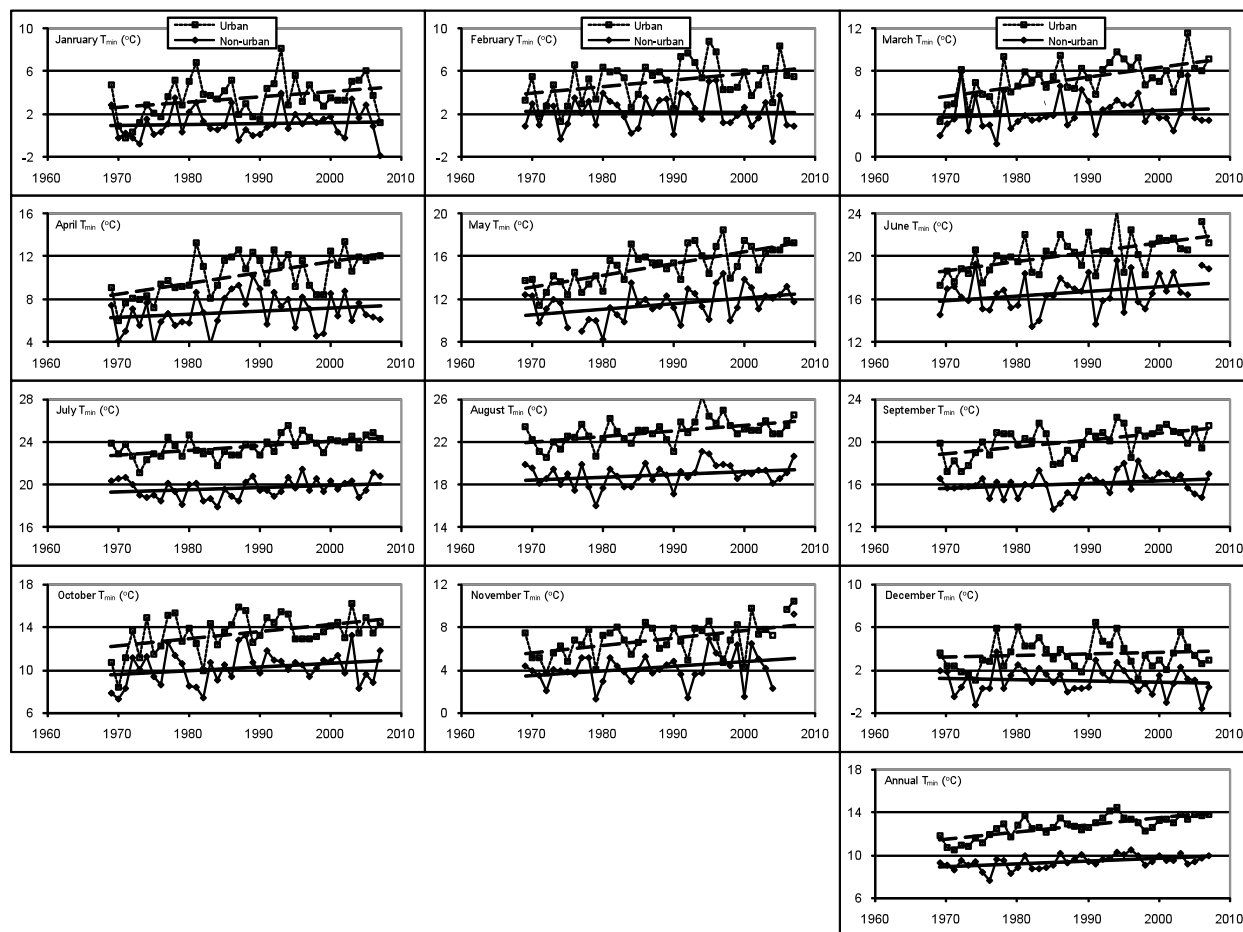 Janruary Tmin (°C)
Urban
Non-urban
10
6
2
-2
1960 1970 1980 1990 2000 2010
February Tmin (°C)
Urban
Non-urban
10
6
2
-2
1960 1970 1980 1990 2000 2010
March Tmin (°C)
Urban
Non-urban
12
8
4
0
1960 1970 1980 1990 2000 2010
April Tmin (°C)
16
12
8
4
1960 1970 1980 1990 2000 2010
May Tmin (°C)
20
16
12
8
1960 1970 1980 1990 2000 2010
June Tmin (°C)
24
20
16
12
1960 1970 1980 1990 2000 2010
July Tmin (°C)
28
24
20
16
1960 1970 1980 1990 2000 2010
August Tmin (°C)
26
22
18
14
1960 1970 1980 1990 2000 2010
September Tmin (°C)
24
20
16
12
1960 1970 1980 1990 2000 2010
October Tmin (°C)
18
14
10
6
1960 1970 1980 1990 2000 2010
November Tmin (°C)
12
8
4
0
1960 1970 1980 1990 2000 2010
December Tmin (°C)
10
6
2
-2
1960 1970 1980 1990 2000 2010
Annual Tmin (°C)
18
14
10
6
1960 1970 1980 1990 2000 2010